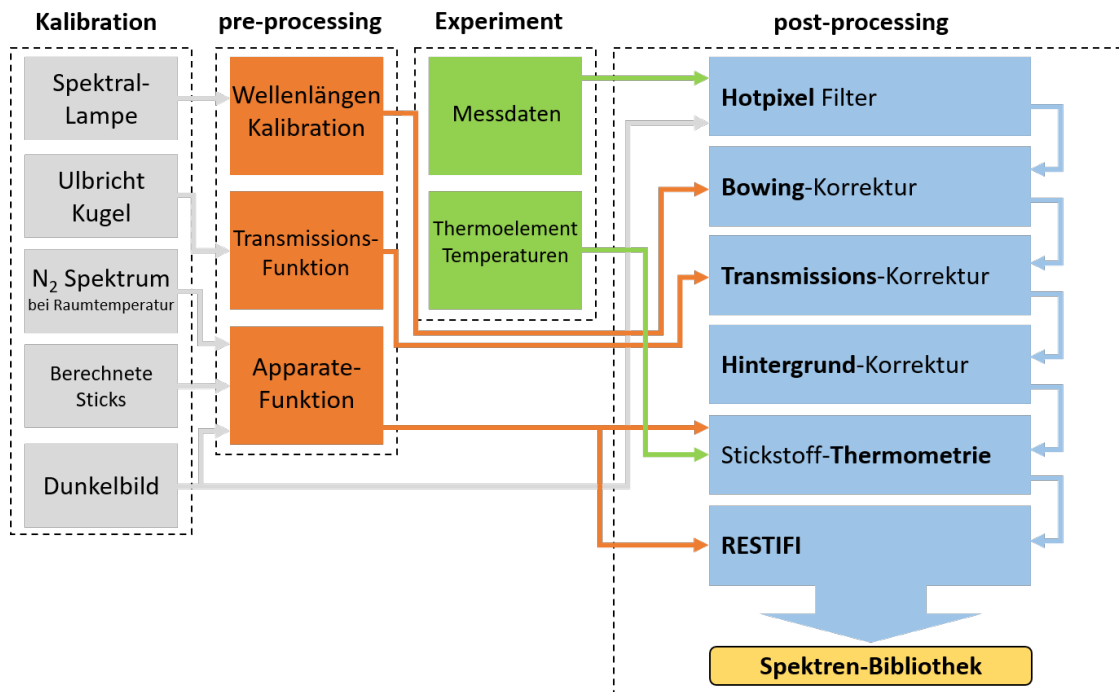 Kalibration
Spektral-
Lampe
Ulbricht
Kugel
N₂ Spektrum
bei Raumtemperatur
Berechnete
Sticks
Dunkelbild
pre-processing
Wellenlängen
Kalibration
Transmissions-
Funktion
Apparate-
Funktion
Experiment
Messdaten
Thermoelement
Temperaturen
post-processing
Hotpixel Filter
Bowing-Korrektur
Transmissions-Korrektur
Hintergrund-Korrektur
Stickstoff-Thermometrie
RESTIFI
Spektren-Bibliothek